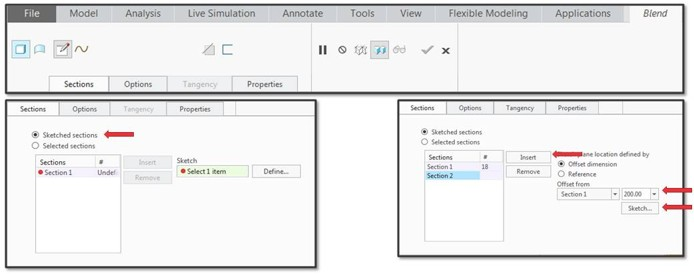 File Model Analysis Live Simulation Annotate Tools View Flexible Modeling Applications Blend
Sections Options Tangency Properties
Sections Options Tangency Properties
Sketched sections
Selected sections
Sections # Insert Sketch
Section 1 Undef Select 1 item Define...
Remove
Sections Options Tangency Properties
Sketched sections
Selected sections
Sections # Insert plane location defined by
Section 1 18 Offset dimension
Section 2 Remove Reference
Offset from
Section 1 200.00
Sketch...